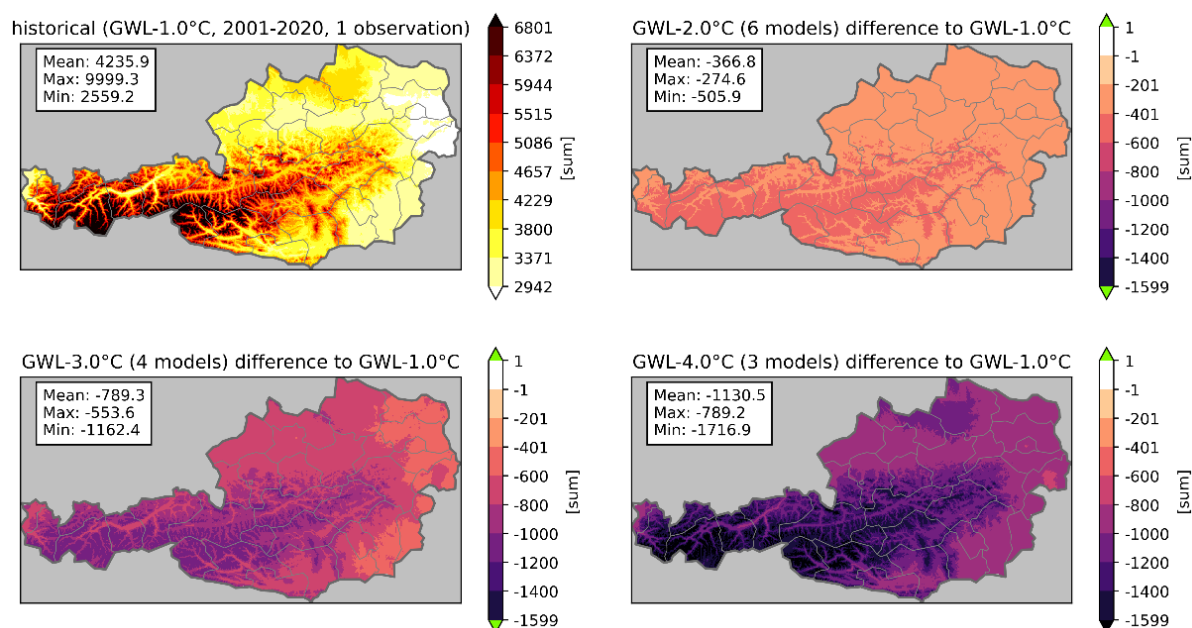 historical (GWL-1.0°C, 2001-2020, 1 observation)
Mean: 4235.9
Max: 9999.3
Min: 2559.2
6801
6372
5944
5515
5086
4657
4229
3800
3371
2942
[sum]
GWL-2.0°C (6 models) difference to GWL-1.0°C
Mean: -366.8
Max: -274.6
Min: -505.9
1
-1
-201
-401
-600
-800
-1000
-1200
-1400
-1599
[sum]
GWL-3.0°C (4 models) difference to GWL-1.0°C
Mean: -789.3
Max: -553.6
Min: -1162.4
1
-1
-201
-401
-600
-800
-1000
-1200
-1400
-1599
[sum]
GWL-4.0°C (3 models) difference to GWL-1.0°C
Mean: -1130.5
Max: -789.2
Min: -1716.9
1
-1
-201
-401
-600
-800
-1000
-1200
-1400
-1599
[sum]